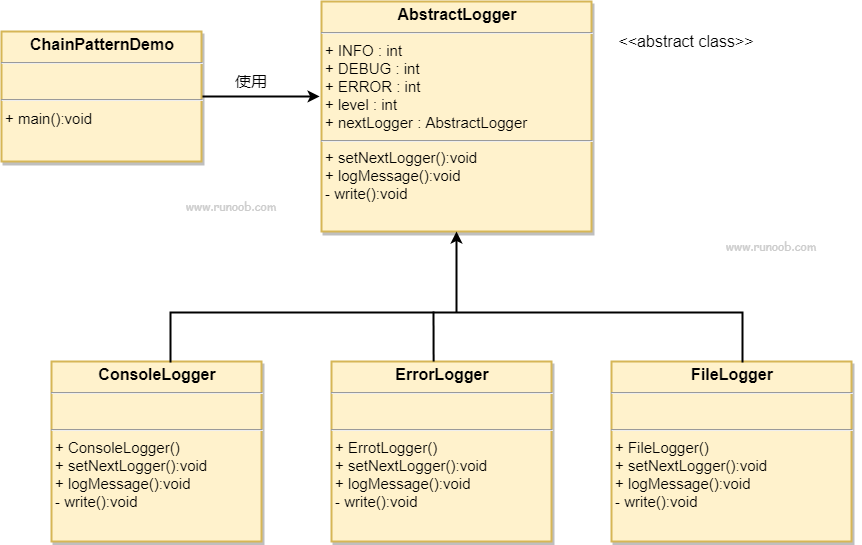 AbstractLogger
<<abstract class>>
+ INFO : int
+ DEBUG : int
+ ERROR : int
+ level : int
+ nextLogger : AbstractLogger
+ setNextLogger():void
+ logMessage():void
- write():void
ChainPatternDemo
+ main():void
使用
www.runoob.com
www.runoob.com
ConsoleLogger
+ ConsoleLogger()
+ setNextLogger():void
+ logMessage():void
- write():void
ErrorLogger
+ ErrotLogger()
+ setNextLogger():void
+ logMessage():void
- write():void
FileLogger
+ FileLogger()
+ setNextLogger():void
+ logMessage():void
- write():void